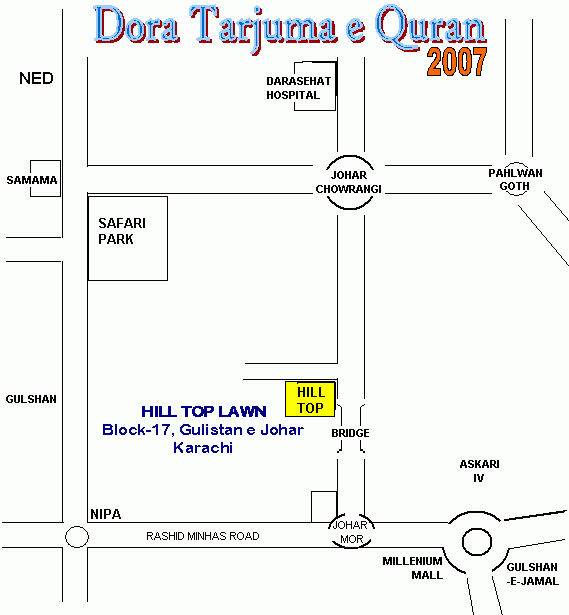 Dora Tarjuma e Quran
2007
NED
DARASEHAT
HOSPITAL
SAMAMA
JOHAR
CHOWRANGI
PAHLWAN
GOTH
SAFARI
PARK
GULSHAN
HILL
TOP
HILL TOP LAWN
Block-17, Gulistan e Johar
Karachi
BRIDGE
ASKARI
IV
NIPA
RASHID MINHAS ROAD
JOHAR
MOR
MILLENIUM
MALL
GULSHAN
-E-JAMAL